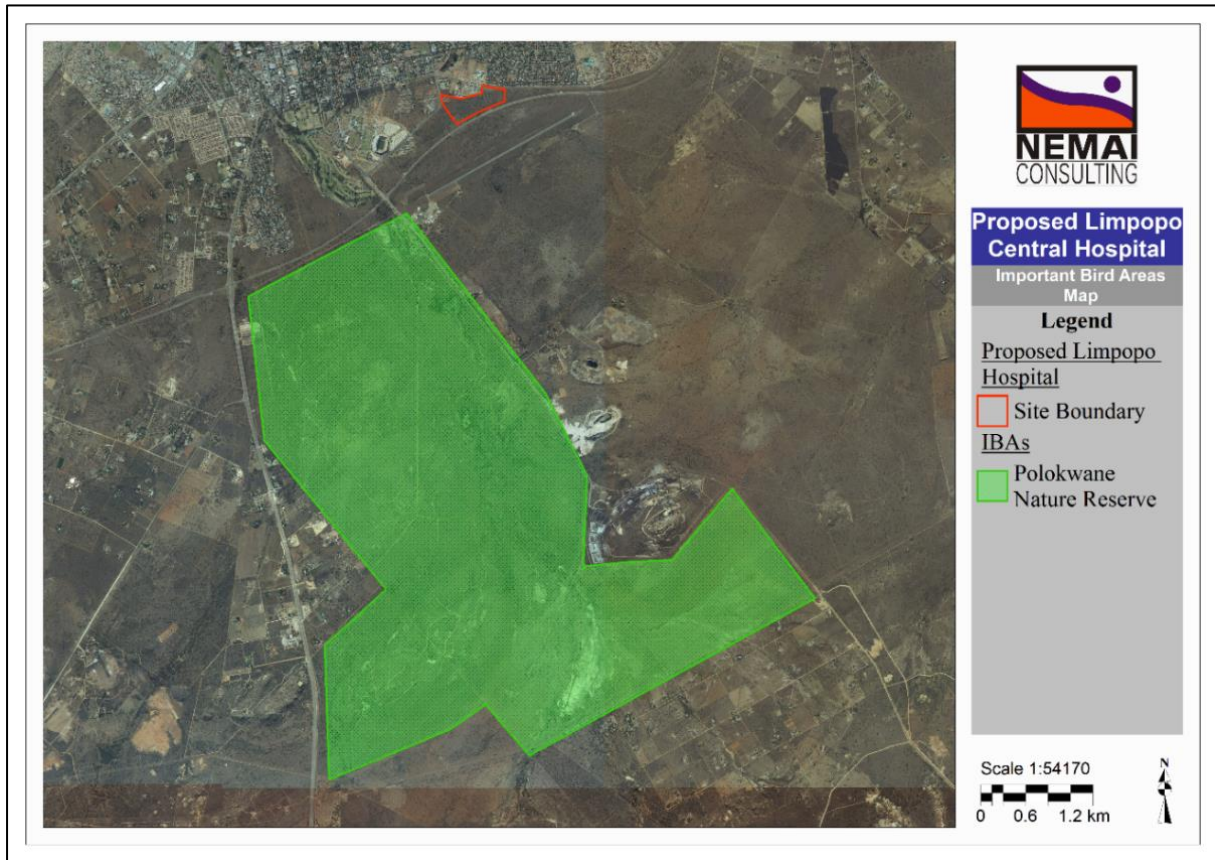 NEMAI
CONSULTING
Proposed Limpopo
Central Hospital
Important Bird Areas
Map
Legend
Proposed Limpopo
Hospital
Site Boundary
IBAs
Polokwane
Nature Reserve
Scale 1:54170
N
0 0.6 1.2 km